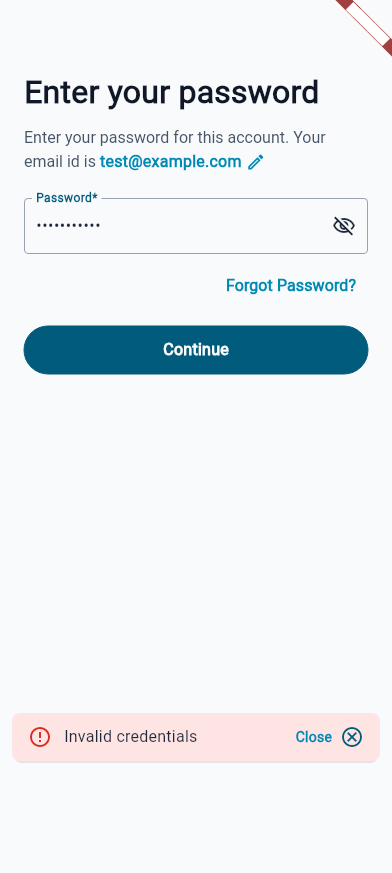 Enter your password
Enter your password for this account. Your
email id is test@example.com
Password*
•••••••••••
Forgot Password?
Continue
Invalid credentials
Close